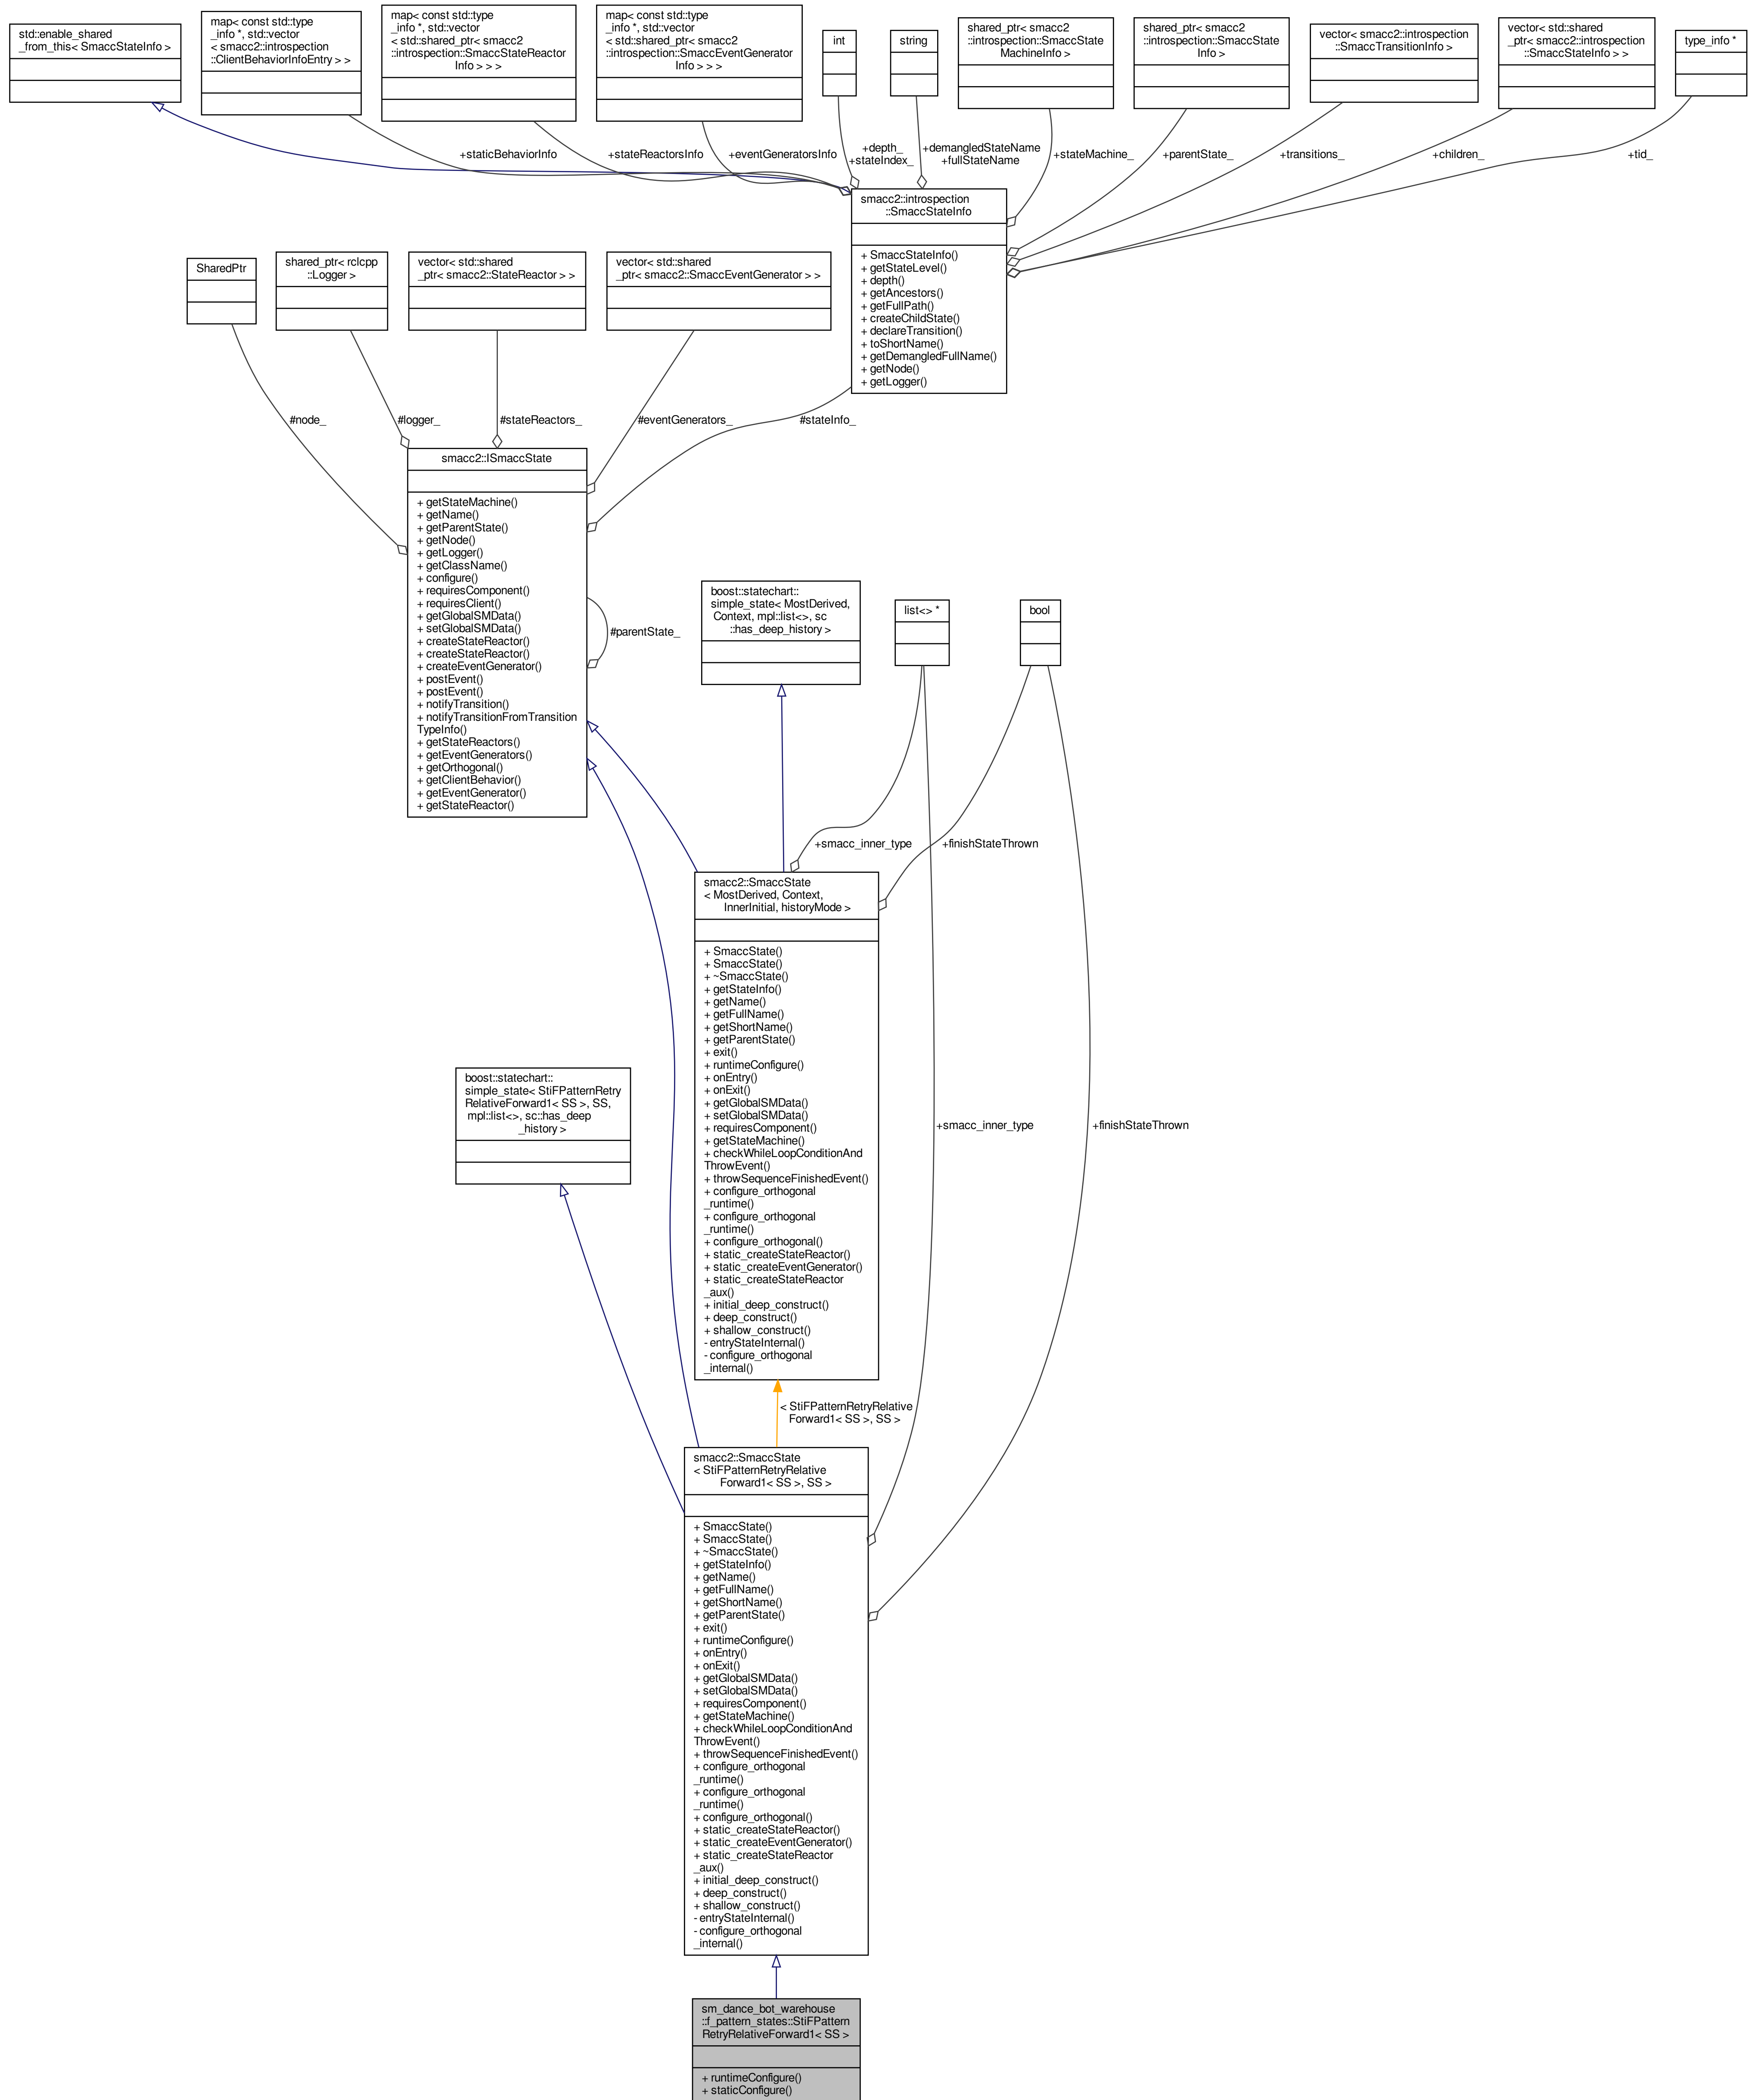 std::enable_shared
_from_this< SmaccStateInfo >
map< const std::type
_info *, std::vector
< smacc2::introspection
::ClientBehaviorInfoEntry > >
map< const std::type
_info *, std::vector
< std::shared_ptr< smacc2
::introspection::SmaccStateReactor
Info > > >
map< const std::type
_info *, std::vector
< std::shared_ptr< smacc2
::introspection::SmaccEventGenerator
Info > > >
int
string
shared_ptr< smacc2
::introspection::SmaccState
MachineInfo >
shared_ptr< smacc2
::introspection::SmaccState
Info >
vector< smacc2::introspection
::SmaccTransitionInfo >
vector< std::shared
_ptr< smacc2::introspection
::SmaccStateInfo > >
type_info *
+staticBehaviorInfo
+stateReactorsInfo
+eventGeneratorsInfo
+depth_
+stateIndex_
+demangledStateName
+fullStateName
+stateMachine_
+parentState_
+transitions_
+children_
+tid_
smacc2::introspection
::SmaccStateInfo
+ SmaccStateInfo()
+ getStateLevel()
+ depth()
+ getAncestors()
+ getFullPath()
+ createChildState()
+ declareTransition()
+ toShortName()
+ getDemangledFullName()
+ getNode()
+ getLogger()
SharedPtr
shared_ptr< rclcpp
::Logger >
vector< std::shared
_ptr< smacc2::StateReactor > >
vector< std::shared
_ptr< smacc2::SmaccEventGenerator > >
#node_
#logger_
#stateReactors_
#eventGenerators_
#stateInfo_
smacc2::ISmaccState
+ getStateMachine()
+ getName()
+ getParentState()
+ getNode()
+ getLogger()
+ getClassName()
+ configure()
+ requiresComponent()
+ requiresClient()
+ getGlobalSMData()
+ setGlobalSMData()
+ createStateReactor()
+ createStateReactor()
+ createEventGenerator()
+ postEvent()
+ postEvent()
+ notifyTransition()
+ notifyTransitionFromTransition
TypeInfo()
+ getStateReactors()
+ getEventGenerators()
+ getOrthogonal()
+ getClientBehavior()
+ getEventGenerator()
+ getStateReactor()
#parentState_
boost::statechart::
simple_state< MostDerived,
Context, mpl::list<>, sc
::has_deep_history >
list<> *
bool
+smacc_inner_type
+finishStateThrown
smacc2::SmaccState
< MostDerived, Context,
InnerInitial, historyMode >
+ SmaccState()
+ SmaccState()
+ ~SmaccState()
+ getStateInfo()
+ getName()
+ getFullName()
+ getShortName()
+ getParentState()
+ exit()
+ runtimeConfigure()
+ onEntry()
+ onExit()
+ getGlobalSMData()
+ setGlobalSMData()
+ requiresComponent()
+ getStateMachine()
+ checkWhileLoopConditionAnd
ThrowEvent()
+ throwSequenceFinishedEvent()
+ configure_orthogonal
_runtime()
+ configure_orthogonal
_runtime()
+ configure_orthogonal()
+ static_createStateReactor()
+ static_createEventGenerator()
+ static_createStateReactor
_aux()
+ initial_deep_construct()
+ deep_construct()
+ shallow_construct()
- entryStateInternal()
- configure_orthogonal
_internal()
boost::statechart::
simple_state< StiFPatternRetry
RelativeForward1< SS >, SS,
mpl::list<>, sc::has_deep
_history >
+smacc_inner_type
+finishStateThrown
< StiFPatternRetryRelative
Forward1< SS >, SS >
smacc2::SmaccState
< StiFPatternRetryRelative
Forward1< SS >, SS >
+ SmaccState()
+ SmaccState()
+ ~SmaccState()
+ getStateInfo()
+ getName()
+ getFullName()
+ getShortName()
+ getParentState()
+ exit()
+ runtimeConfigure()
+ onEntry()
+ onExit()
+ getGlobalSMData()
+ setGlobalSMData()
+ requiresComponent()
+ getStateMachine()
+ checkWhileLoopConditionAnd
ThrowEvent()
+ throwSequenceFinishedEvent()
+ configure_orthogonal
_runtime()
+ configure_orthogonal
_runtime()
+ configure_orthogonal()
+ static_createStateReactor()
+ static_createEventGenerator()
+ static_createStateReactor
_aux()
+ initial_deep_construct()
+ deep_construct()
+ shallow_construct()
- entryStateInternal()
- configure_orthogonal
_internal()
sm_dance_bot_warehouse
::f_pattern_states::StiFPattern
RetryRelativeForward1< SS >
+ runtimeConfigure()
+ staticConfigure()